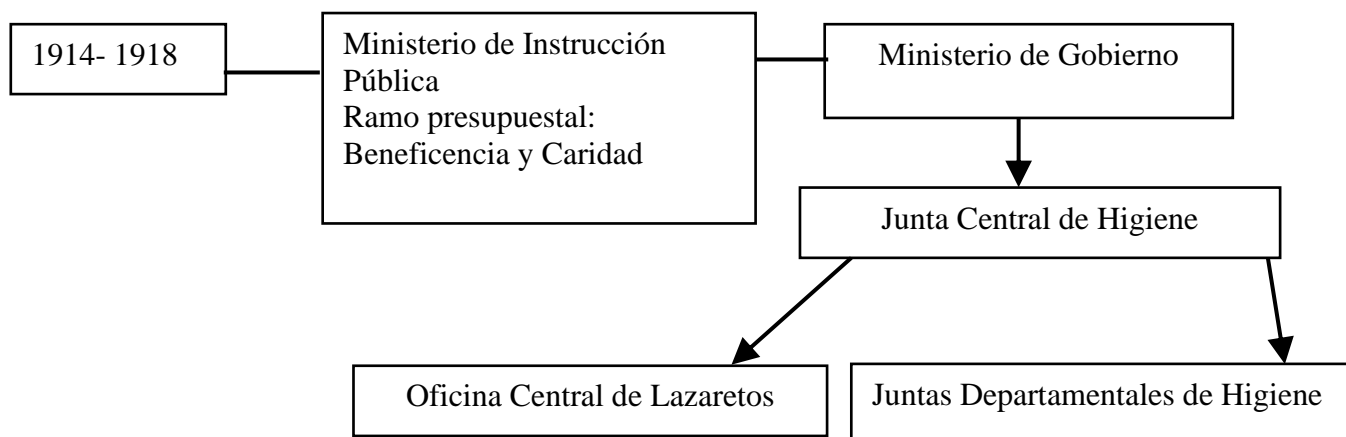 1914- 1918
Ministerio de Instrucción
Pública
Ramo presupuestal:
Beneficencia y Caridad
Ministerio de Gobierno
Junta Central de Higiene
Oficina Central de Lazaretos
Juntas Departamentales de Higiene